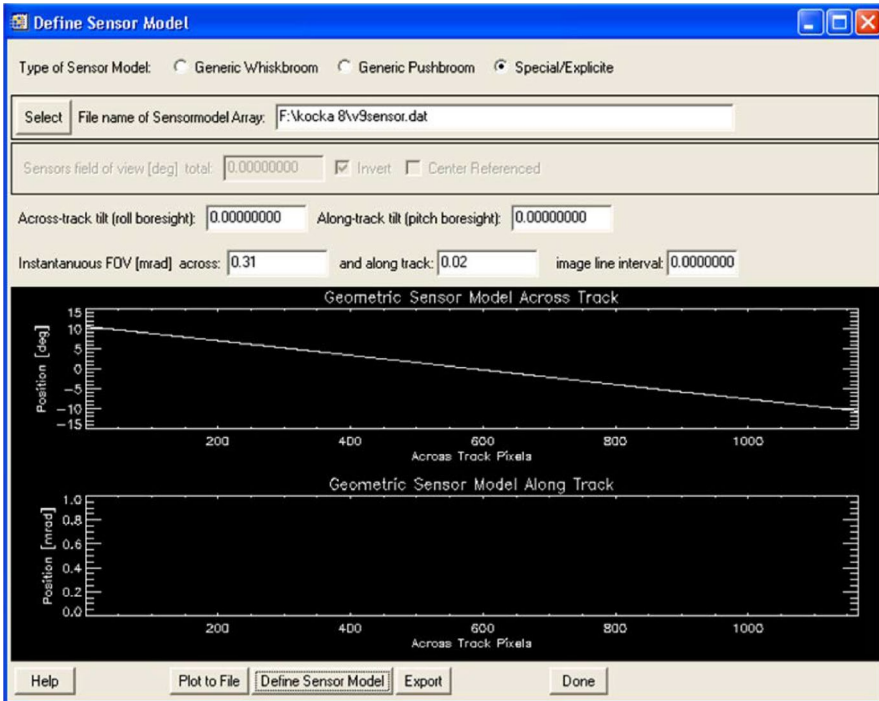 Define Sensor Model
Type of Sensor Model: Generic Whiskbroom Generic Pushbroom Special/Explicite
Select File name of Sensormodel Array: F:\kocka 8\v9sensor.dat
Sensors field of view [deg] total: 0.00000000 Invert Center Referenced
Across-track tilt (roll boresight): 0.00000000 Along-track tilt (pitch boresight): 0.00000000
Instantanuous FOV [mrad] across: 0.31 and along track: 0.02 image line interval: 0.0000000
Geometric Sensor Model Across Track
Position [deg]
15
10
5
0
-5
-10
-15
200 400 600 800 1000
Across Track Pixels
Geometric Sensor Model Along Track
Position [mrad]
1.0
0.8
0.6
0.4
0.2
0.0
200 400 600 800 1000
Across Track Pixels
Help Plot to File Define Sensor Model Export Done